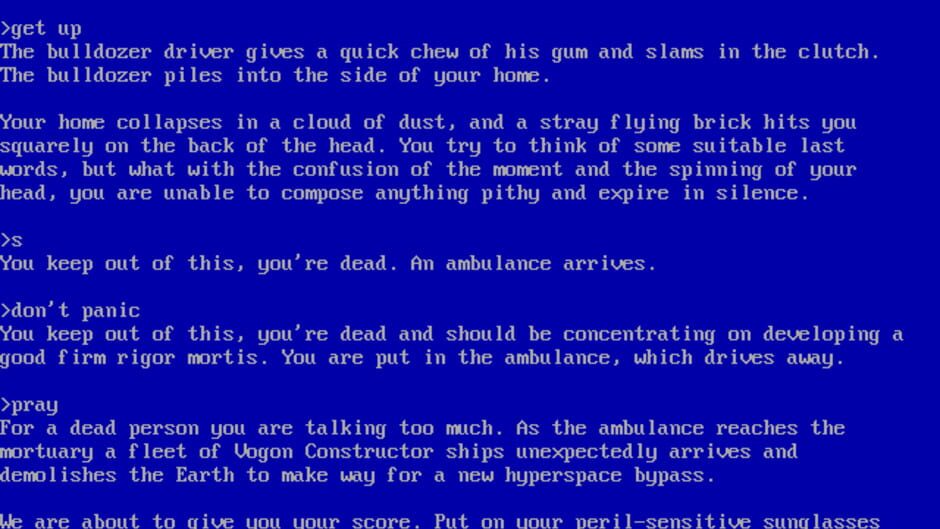 >get up
The bulldozer driver gives a quick chew of his gum and slams in the clutch.
The bulldozer piles into the side of your home.
Your home collapses in a cloud of dust, and a stray flying brick hits you
squarely on the back of the head. You try to think of some suitable last
words, but what with the confusion of the moment and the spinning of your
head, you are unable to compose anything pithy and expire in silence.
>s
You keep out of this, you're dead. An ambulance arrives.
>don't panic
You keep out of this, you're dead and should be concentrating on developing a
good firm rigor mortis. You are put in the ambulance, which drives away.
>pray
For a dead person you are talking too much. As the ambulance reaches the
mortuary a fleet of Vogon Constructor ships unexpectedly arrives and
demolishes the Earth to make way for a new hyperspace bypass.
We are about to give you your score. Put on your peril-sensitive sunglasses